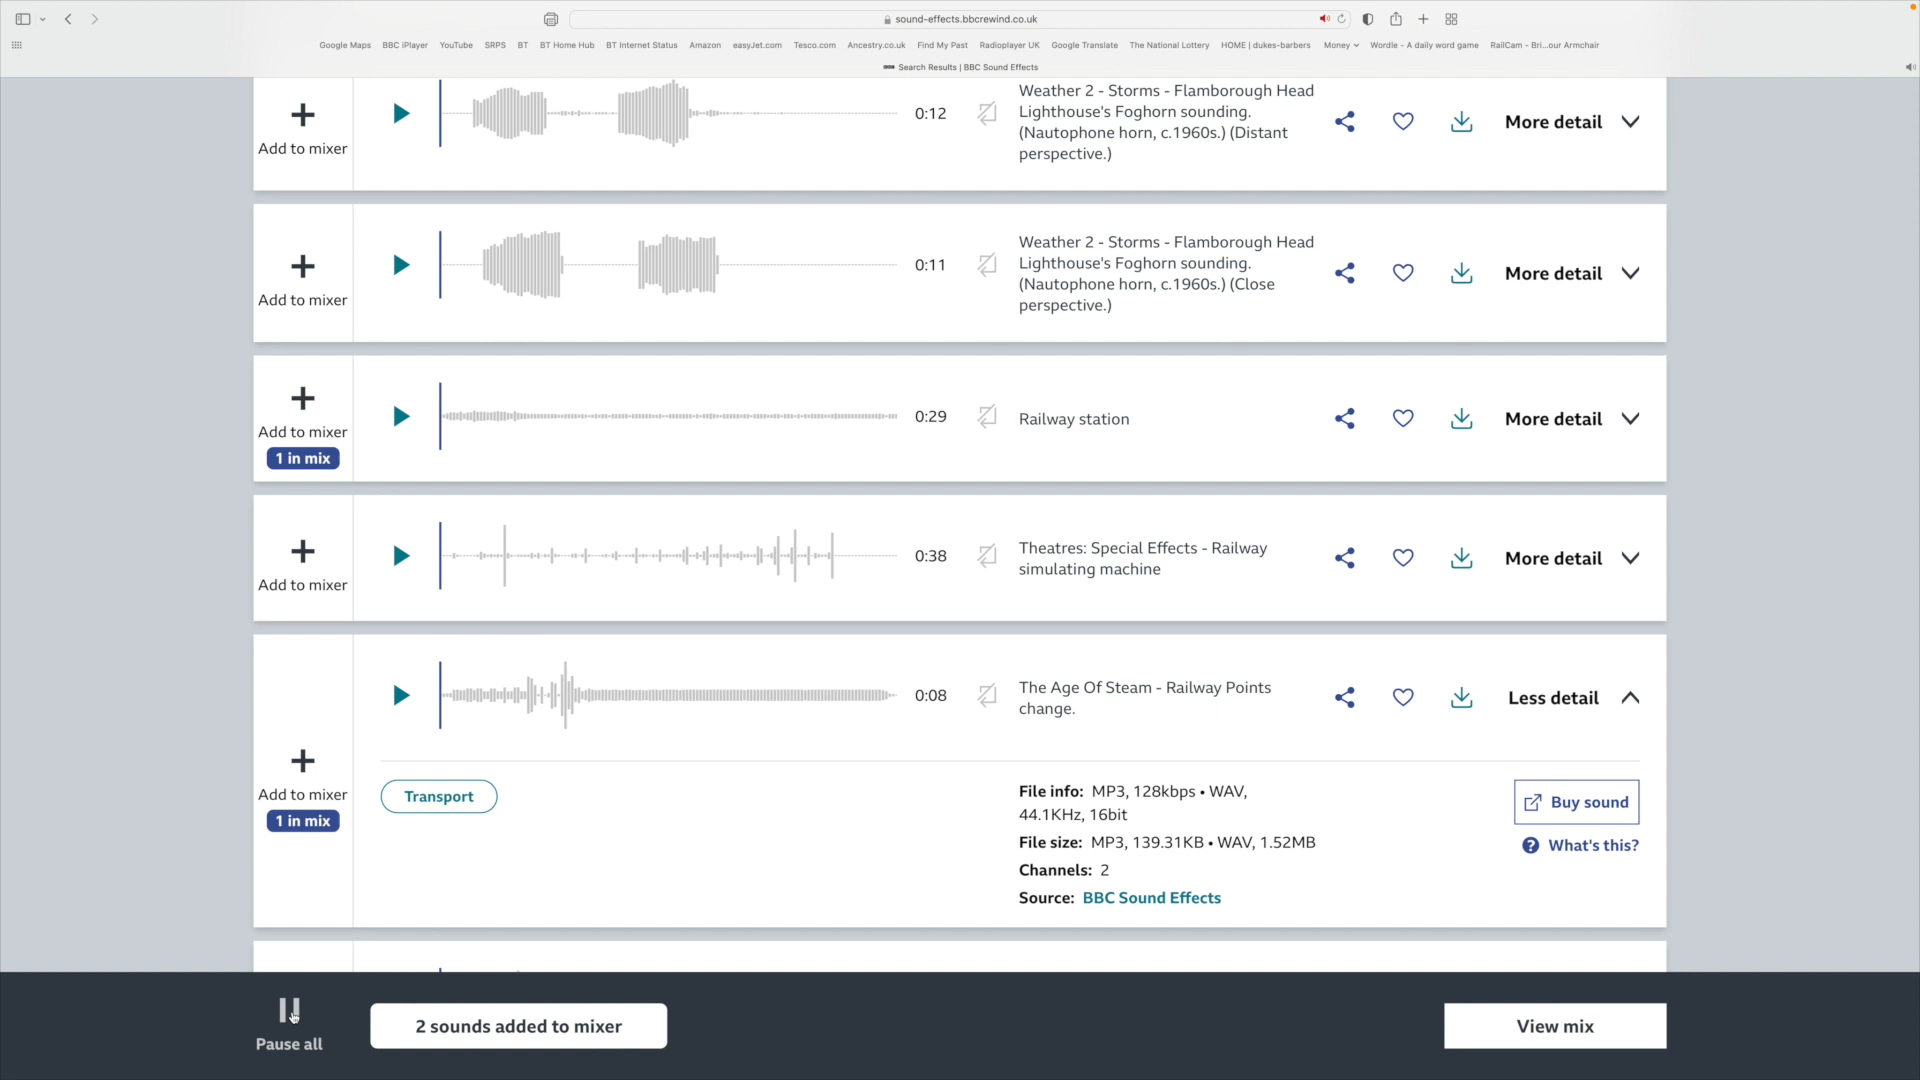 sound-effects.bbcrewind.co.uk
Google Maps BBC iPlayer YouTube SRPS BT BT Home Hub BT Internet Status Amazon easyJet.com Tesco.com Ancestry.co.uk Find My Past Radioplayer UK Google Translate The National Lottery HOME | dukes-barbers Money Wordle - A daily word game RailCam - Bri...our Armchair
Search Results | BBC Sound Effects
Add to mixer
0:12
Weather 2 - Storms - Flamborough Head
Lighthouse's Foghorn sounding.
(Nautophone horn, c.1960s.) (Distant
perspective.)
More detail
Add to mixer
0:11
Weather 2 - Storms - Flamborough Head
Lighthouse's Foghorn sounding.
(Nautophone horn, c.1960s.) (Close
perspective.)
More detail
Add to mixer
1 in mix
0:29
Railway station
More detail
Add to mixer
0:38
Theatres: Special Effects - Railway
simulating machine
More detail
Add to mixer
1 in mix
0:08
The Age Of Steam - Railway Points
change.
Less detail
Transport
File info: MP3, 128kbps • WAV,
44.1KHz, 16bit
File size: MP3, 139.31KB • WAV, 1.52MB
Channels: 2
Source: BBC Sound Effects
Buy sound
? What's this?
Pause all
2 sounds added to mixer
View mix